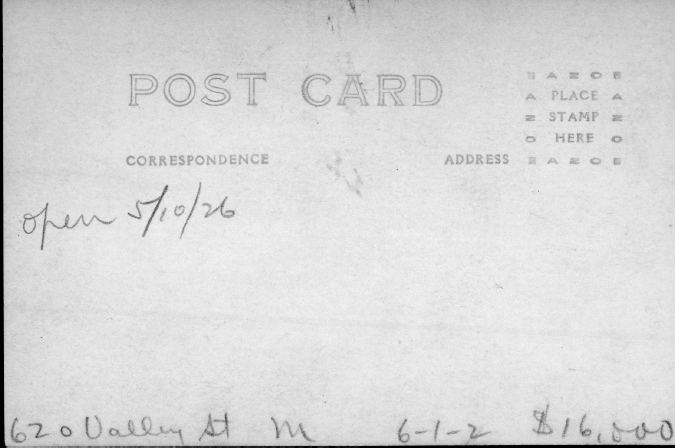 POST CARD
PLACE
STAMP
HERE
CORRESPONDENCE ADDRESS
open 5/10/26
620 Valley St M 6-1-2 $16,000